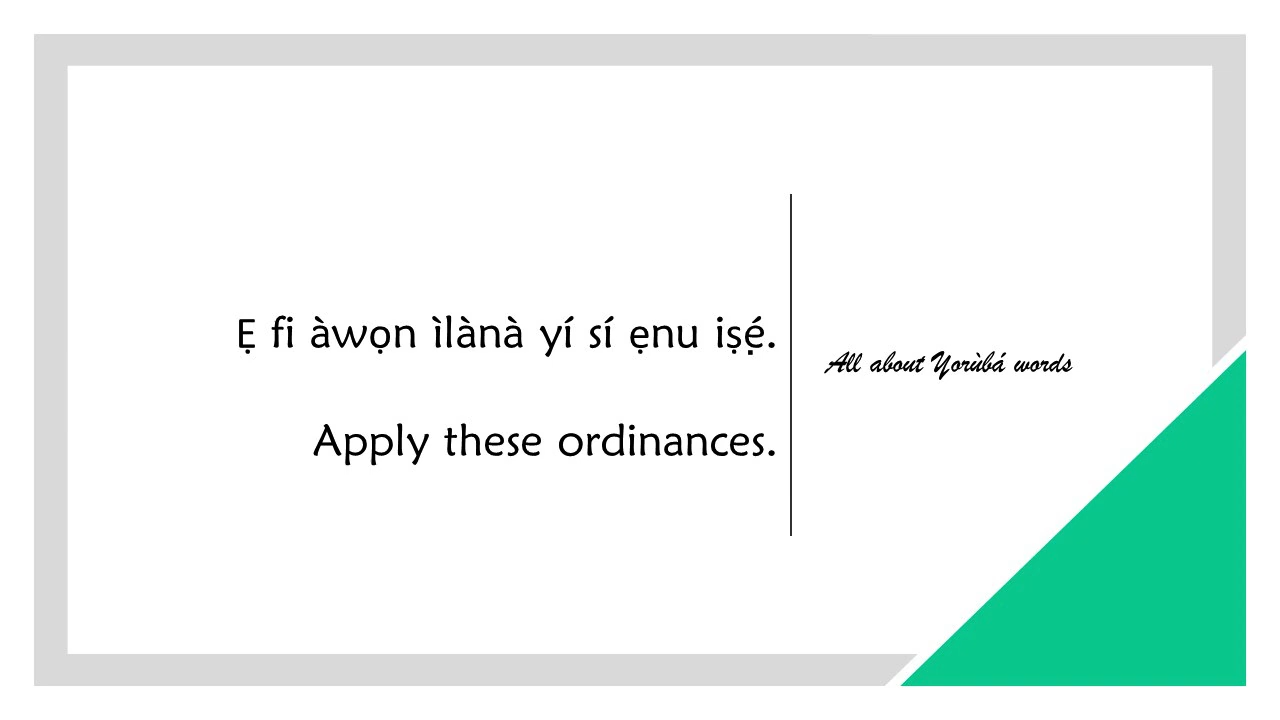 Ẹ fi àwọn ìlànà yí sí ẹnu iṣẹ́.
Apply these ordinances.
All about Yorùbá words